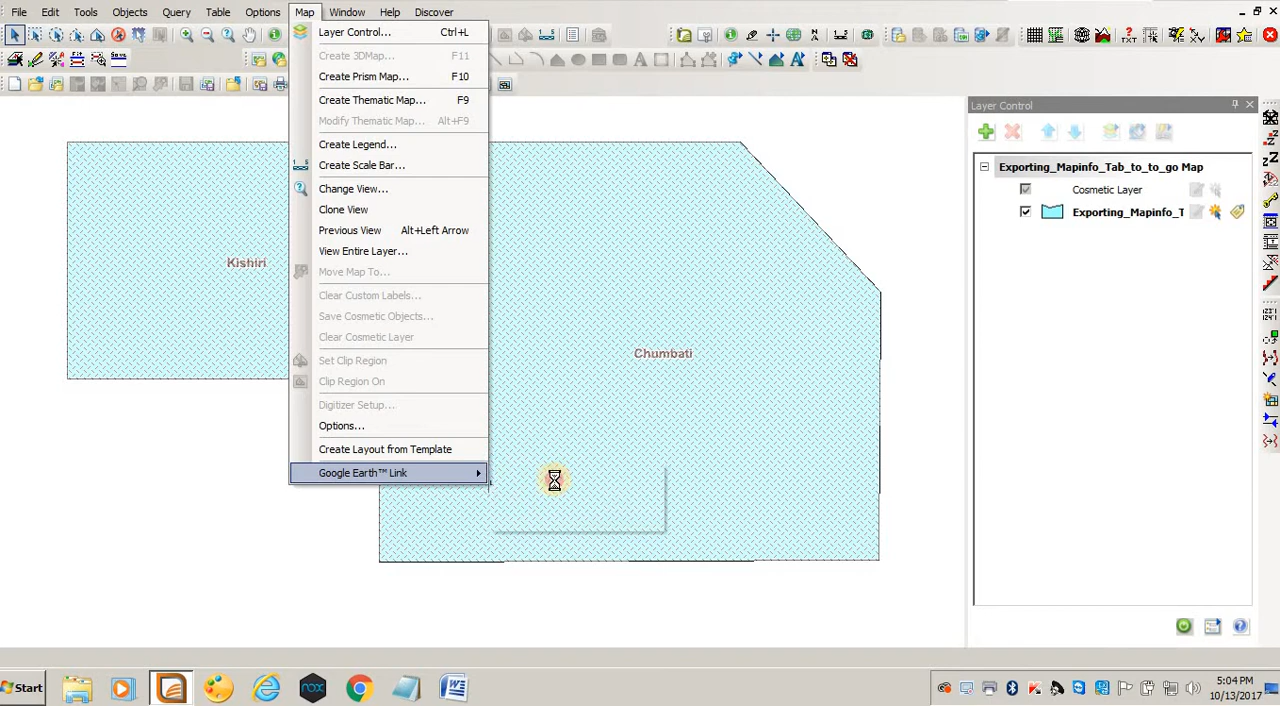 File Edit Tools Objects Query Table Options Map Window Help Discover
Layer Control... Ctrl+L
Create 3DMap... F11
Create Prism Map... F10
Create Thematic Map... F9
Modify Thematic Map... Alt+F9
Create Legend...
Create Scale Bar...
Change View...
Clone View
Previous View Alt+Left Arrow
View Entire Layer...
Move Map To...
Clear Custom Labels...
Save Cosmetic Objects...
Clear Cosmetic Layer
Set Clip Region
Clip Region On
Digitizer Setup...
Options...
Create Layout from Template
Google Earth™ Link
Kishiri
Chumbati
Layer Control
Exporting_Mapinfo_Tab_to_to_go Map
Cosmetic Layer
Exporting_Mapinfo_T
Start
nox
5:04 PM
10/13/2017